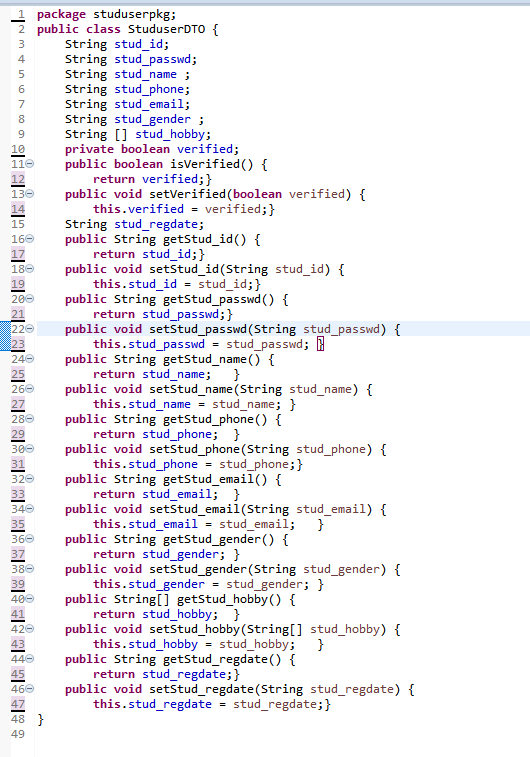 1 package studuserpkg;
2 public class StuduserDTO {
3     String stud_id;
4     String stud_passwd;
5     String stud_name ;
6     String stud_phone;
7     String stud_email;
8     String stud_gender ;
9     String [] stud_hobby;
10     private boolean verified;
11     public boolean isVerified() {
12         return verified;}
13     public void setVerified(boolean verified) {
14         this.verified = verified;}
15     String stud_regdate;
16     public String getStud_id() {
17         return stud_id;}
18     public void setStud_id(String stud_id) {
19         this.stud_id = stud_id;}
20     public String getStud_passwd() {
21         return stud_passwd;}
22     public void setStud_passwd(String stud_passwd) {
23         this.stud_passwd = stud_passwd; }
24     public String getStud_name() {
25         return stud_name;   }
26     public void setStud_name(String stud_name) {
27         this.stud_name = stud_name; }
28     public String getStud_phone() {
29         return stud_phone;  }
30     public void setStud_phone(String stud_phone) {
31         this.stud_phone = stud_phone;}
32     public String getStud_email() {
33         return stud_email;  }
34     public void setStud_email(String stud_email) {
35         this.stud_email = stud_email;   }
36     public String getStud_gender() {
37         return stud_gender; }
38     public void setStud_gender(String stud_gender) {
39         this.stud_gender = stud_gender; }
40     public String[] getStud_hobby() {
41         return stud_hobby;  }
42     public void setStud_hobby(String[] stud_hobby) {
43         this.stud_hobby = stud_hobby;   }
44     public String getStud_regdate() {
45         return stud_regdate;}
46     public void setStud_regdate(String stud_regdate) {
47         this.stud_regdate = stud_regdate;}
48 }
49